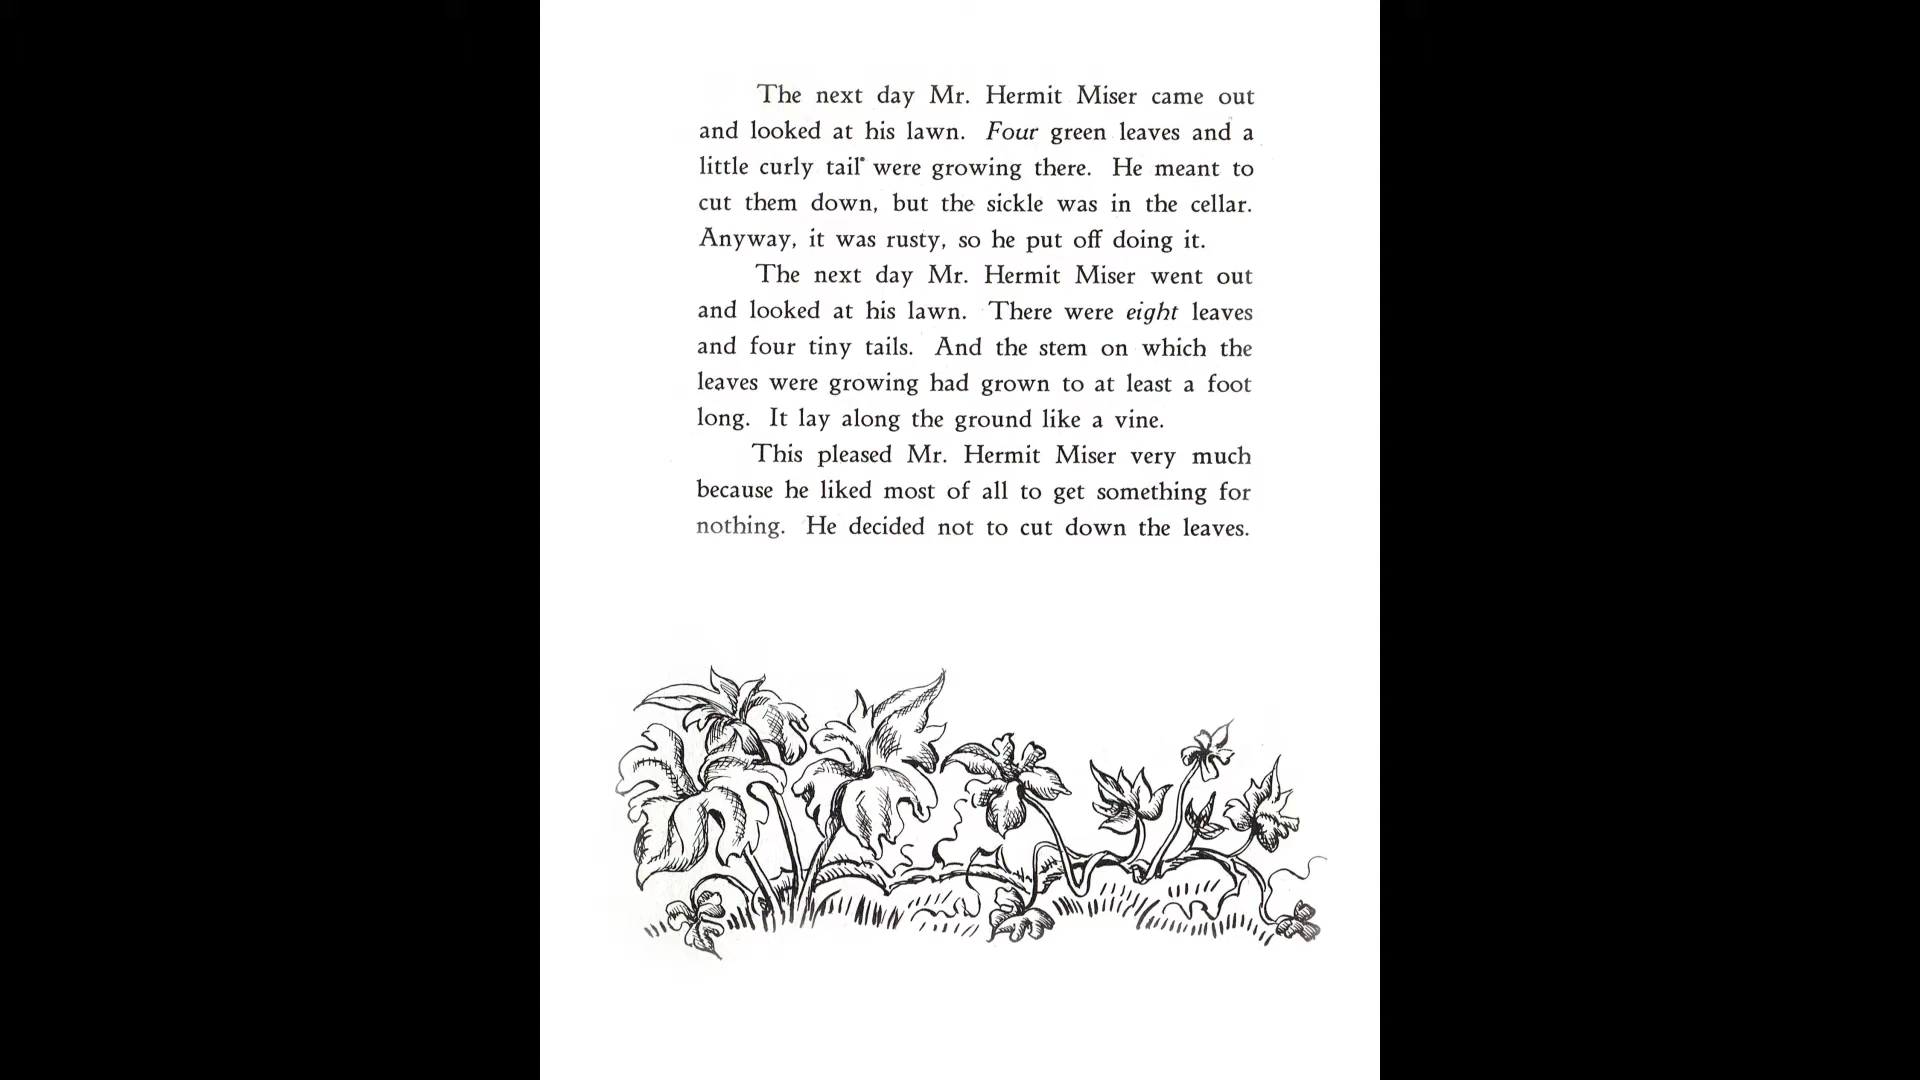 The next day Mr. Hermit Miser came out
and looked at his lawn. Four green leaves and a
little curly tail were growing there. He meant to
cut them down, but the sickle was in the cellar.
Anyway, it was rusty, so he put off doing it.
The next day Mr. Hermit Miser went out
and looked at his lawn. There were eight leaves
and four tiny tails. And the stem on which the
leaves were growing had grown to at least a foot
long. It lay along the ground like a vine.
This pleased Mr. Hermit Miser very much
because he liked most of all to get something for
nothing. He decided not to cut down the leaves.